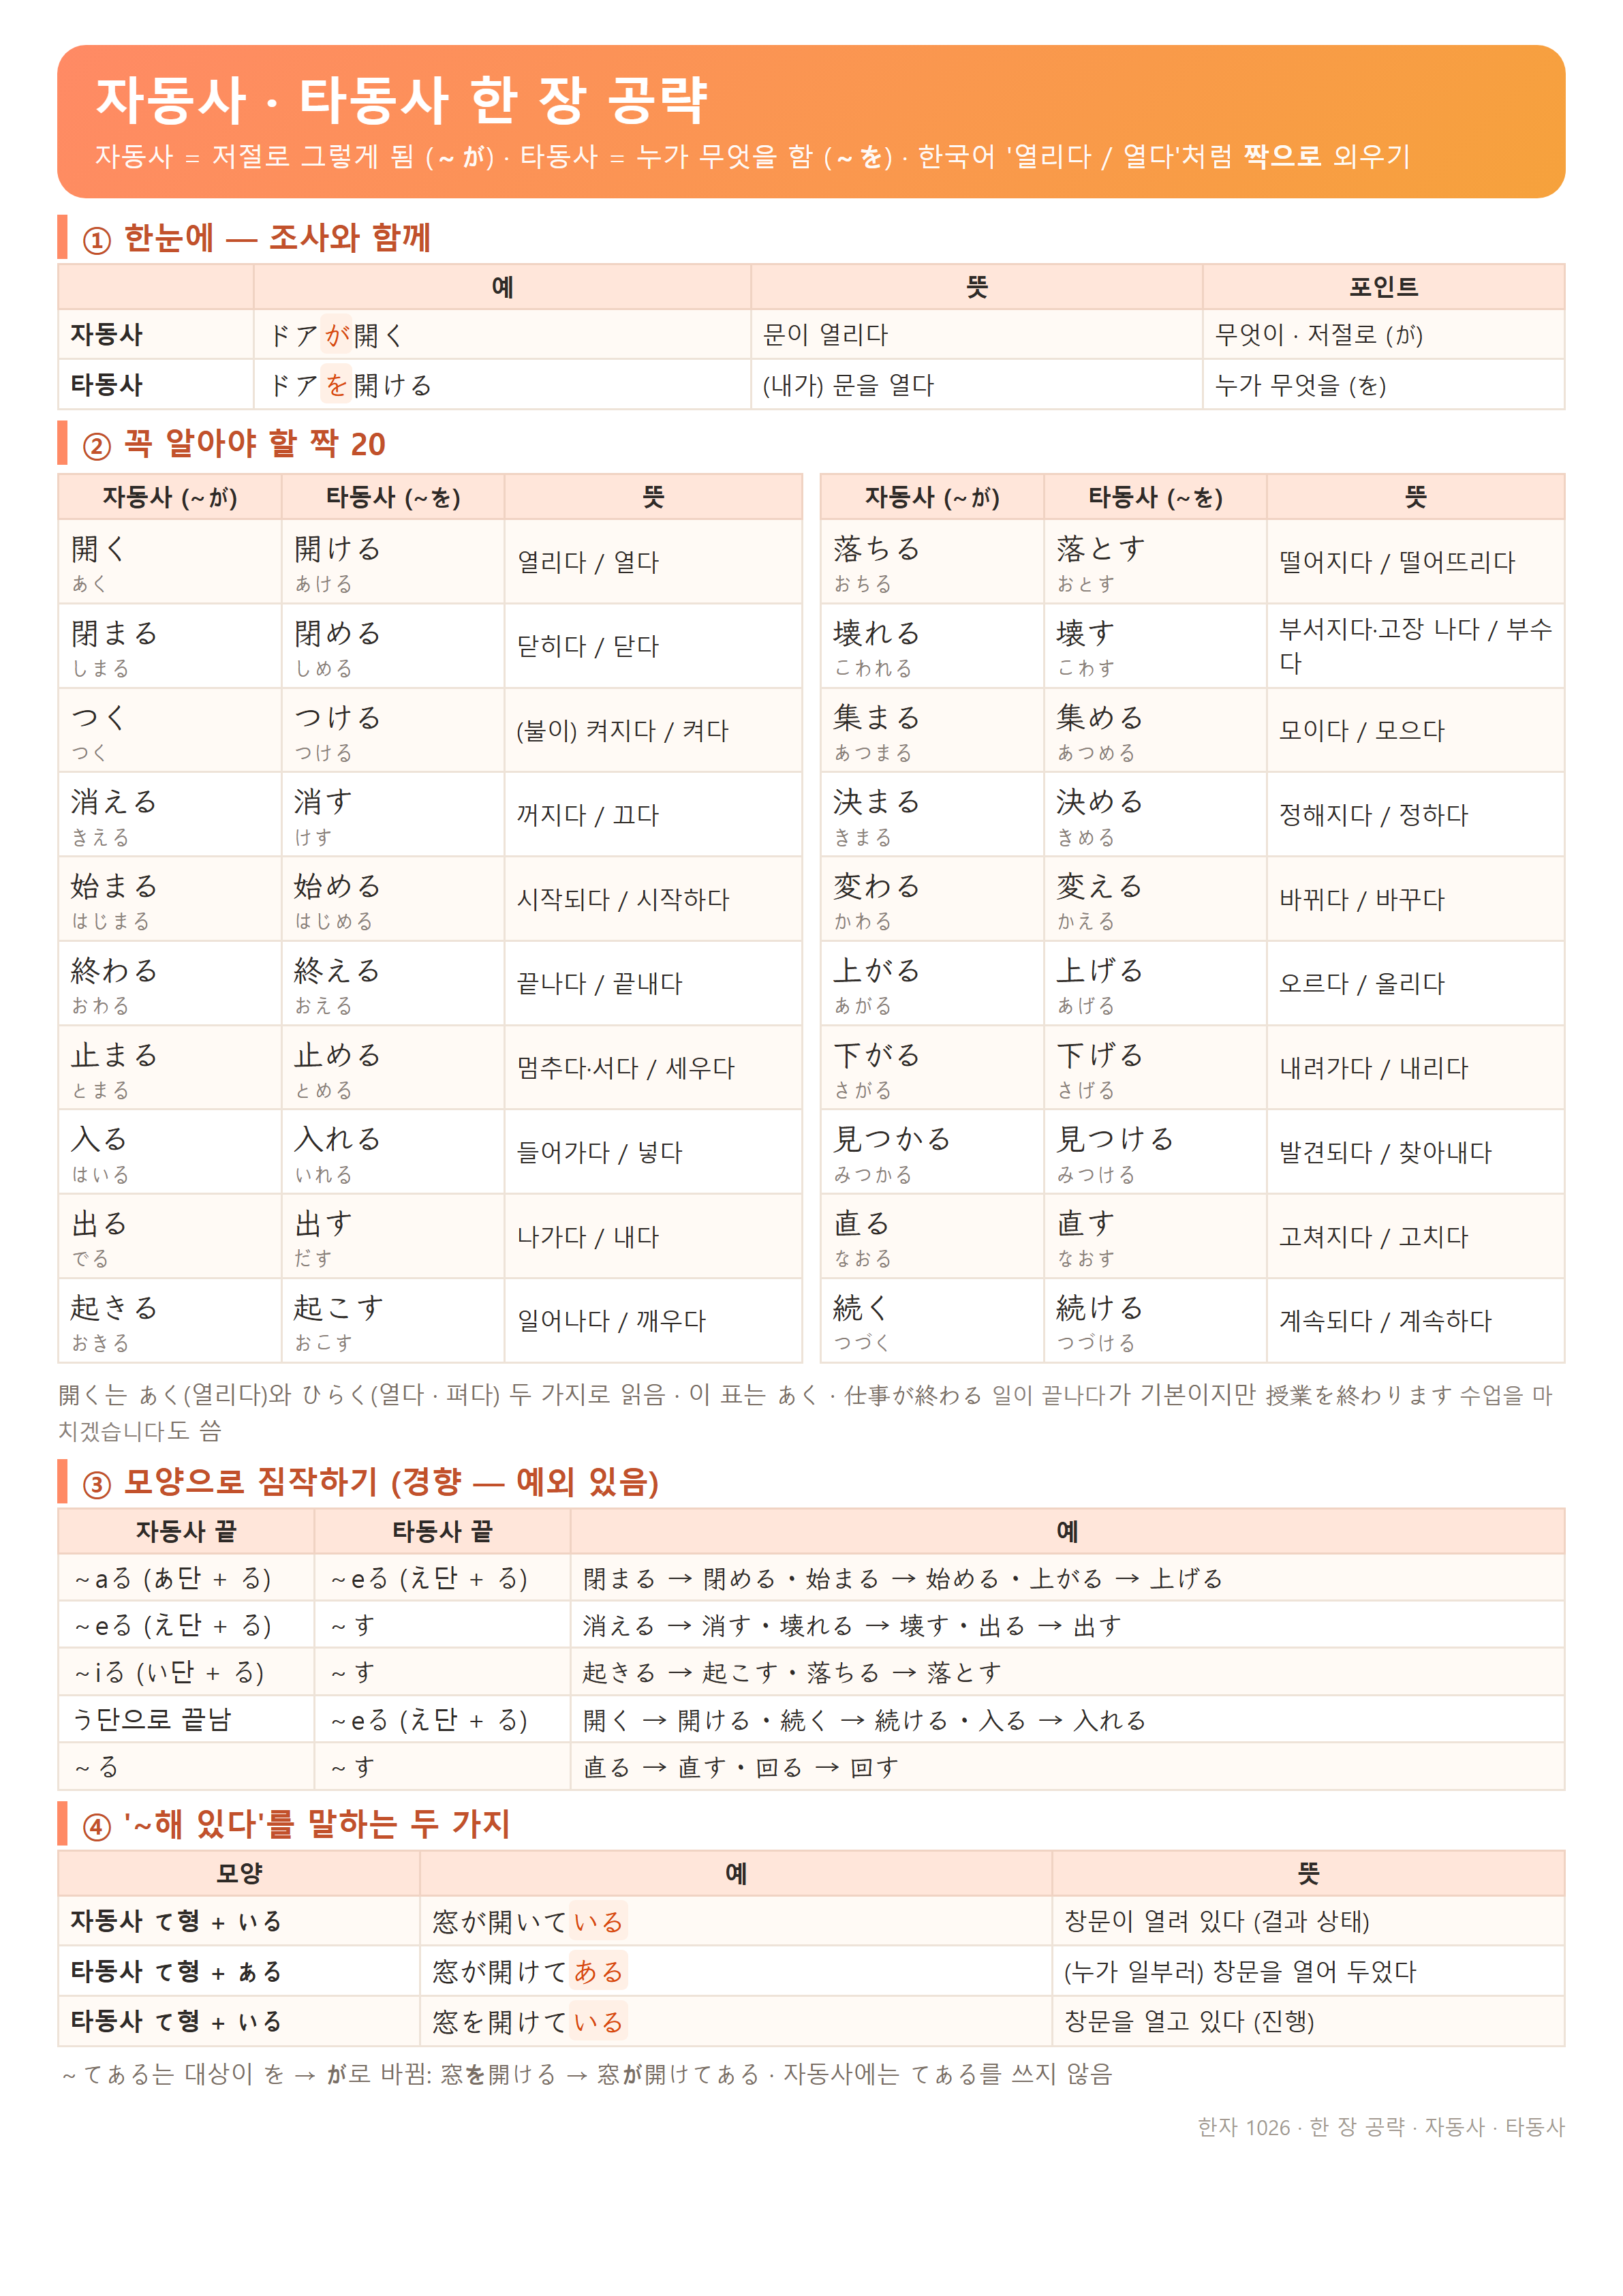 자동사 · 타동사 한 장 공략
자동사 = 저절로 그렇게 됨 (~が) · 타동사 = 누가 무엇을 함 (~を) · 한국어 '열리다 / 열다'처럼 짝으로 외우기
① 한눈에 — 조사와 함께
예 뜻 포인트
자동사 ドアが開く 문이 열리다 무엇이 · 저절로 (が)
타동사 ドアを開ける (내가) 문을 열다 누가 무엇을 (を)
② 꼭 알아야 할 짝 20
자동사 (~が) 타동사 (~を) 뜻
開く 開ける 열리다 / 열다
あく あける
閉まる 閉める 닫히다 / 닫다
しまる しめる
つく つける (불이) 켜지다 / 켜다
つく つける
消える 消す 꺼지다 / 끄다
きえる けす
始まる 始める 시작되다 / 시작하다
はじまる はじめる
終わる 終える 끝나다 / 끝내다
おわる おえる
止まる 止める 멈추다·서다 / 세우다
とまる とめる
入る 入れる 들어가다 / 넣다
はいる いれる
出る 出す 나가다 / 내다
でる だす
起きる 起こす 일어나다 / 깨우다
おきる おこす
자동사 (~が) 타동사 (~を) 뜻
落ちる 落とす 떨어지다 / 떨어뜨리다
おちる おとす
壊れる 壊す 부서지다·고장 나다 / 부수
다
こわれる こわす
集まる 集める 모이다 / 모으다
あつまる あつめる
決まる 決める 정해지다 / 정하다
きまる きめる
変わる 変える 바뀌다 / 바꾸다
かわる かえる
上がる 上げる 오르다 / 올리다
あがる あげる
下がる 下げる 내려가다 / 내리다
さがる さげる
見つかる 見つける 발견되다 / 찾아내다
みつかる みつける
直る 直す 고쳐지다 / 고치다
なおる なおす
続く 続ける 계속되다 / 계속하다
つづく つづける
開く는 あく(열리다)와 ひらく(열다 · 펴다) 두 가지로 읽음 · 이 표는 あく · 仕事が終わる 일이 끝나다가 기본이지만 授業を終わります 수업을 마
치겠습니다도 씀
③ 모양으로 짐작하기 (경향 — 예외 있음)
자동사 끝 타동사 끝 예
~aる (あ단 + る) ~eる (え단 + る) 閉まる → 閉める・始まる → 始める・上がる → 上げる
~eる (え단 + る) ~す 消える → 消す・壊れる → 壊す・出る → 出す
~iる (い단 + る) ~す 起きる → 起こす・落ちる → 落とす
う단으로 끝남 ~eる (え단 + る) 開く → 開ける・続く → 続ける・入る → 入れる
~る ~す 直る → 直す・回る → 回す
④ '~해 있다'를 말하는 두 가지
모양 예 뜻
자동사 て형 + いる 窓が開いている 창문이 열려 있다 (결과 상태)
타동사 て형 + ある 窓が開けてある (누가 일부러) 창문을 열어 두었다
타동사 て형 + いる 窓を開けている 창문을 열고 있다 (진행)
~てある는 대상이 を → が로 바뀜: 窓を開ける → 窓が開けてある · 자동사에는 てある를 쓰지 않음
한자 1026 · 한 장 공략 · 자동사 · 타동사